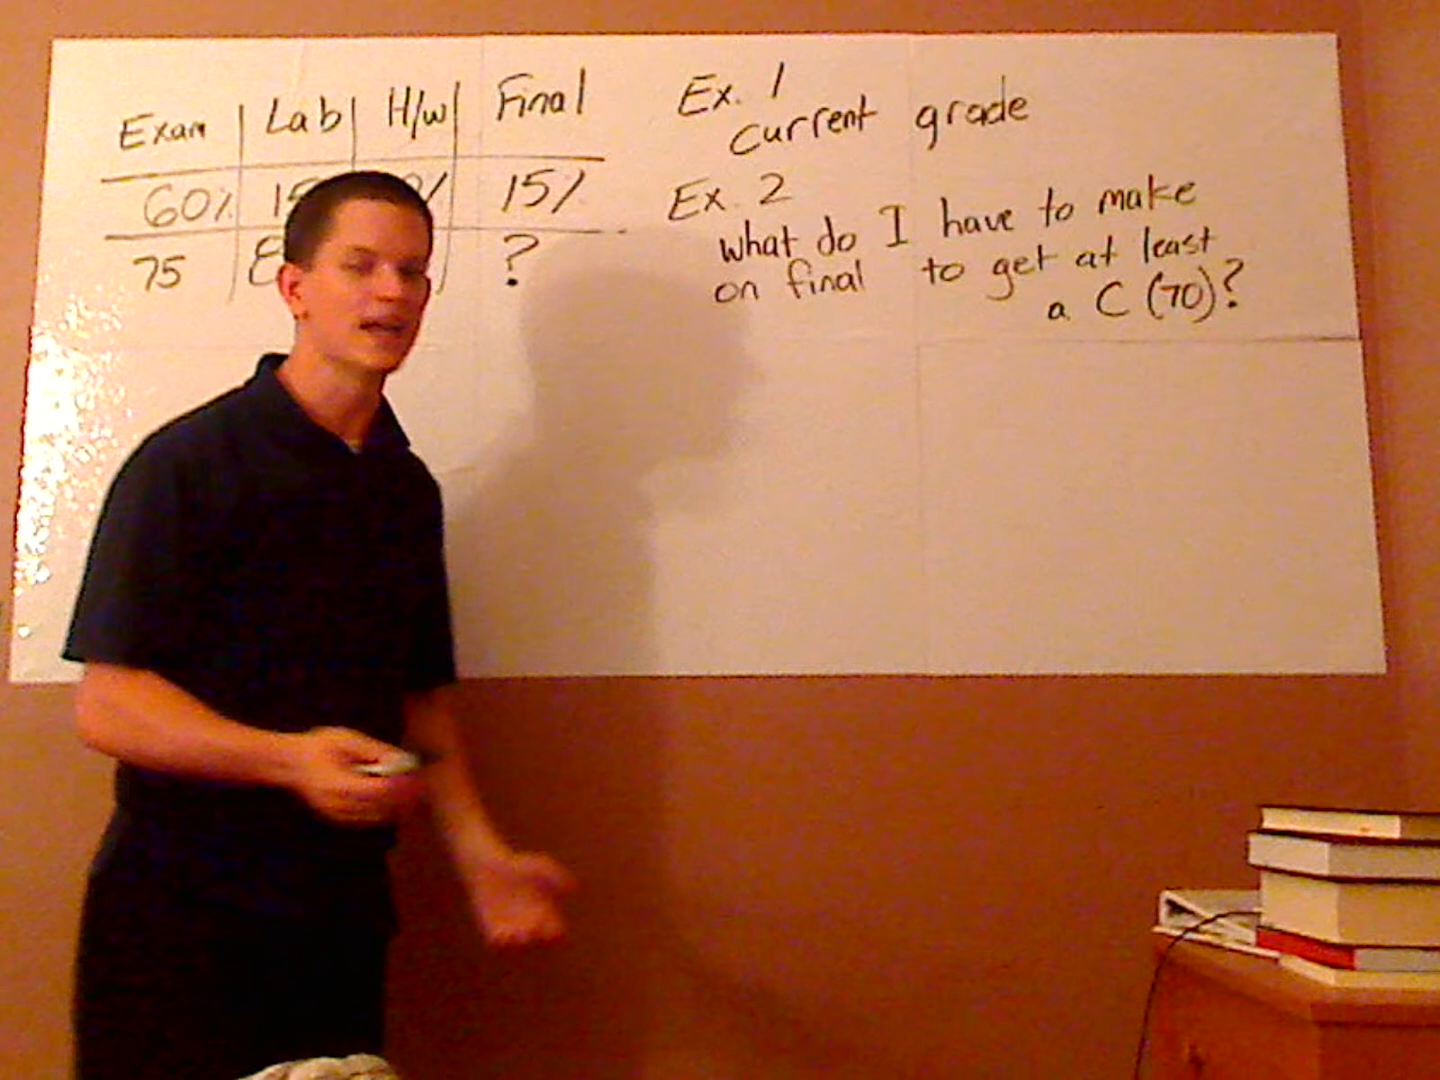 Exam Lab H/w Final
60% 15%
75 ?
Ex. 1
current grade
Ex. 2
what do I have to make
on final to get at least
a C (70)?